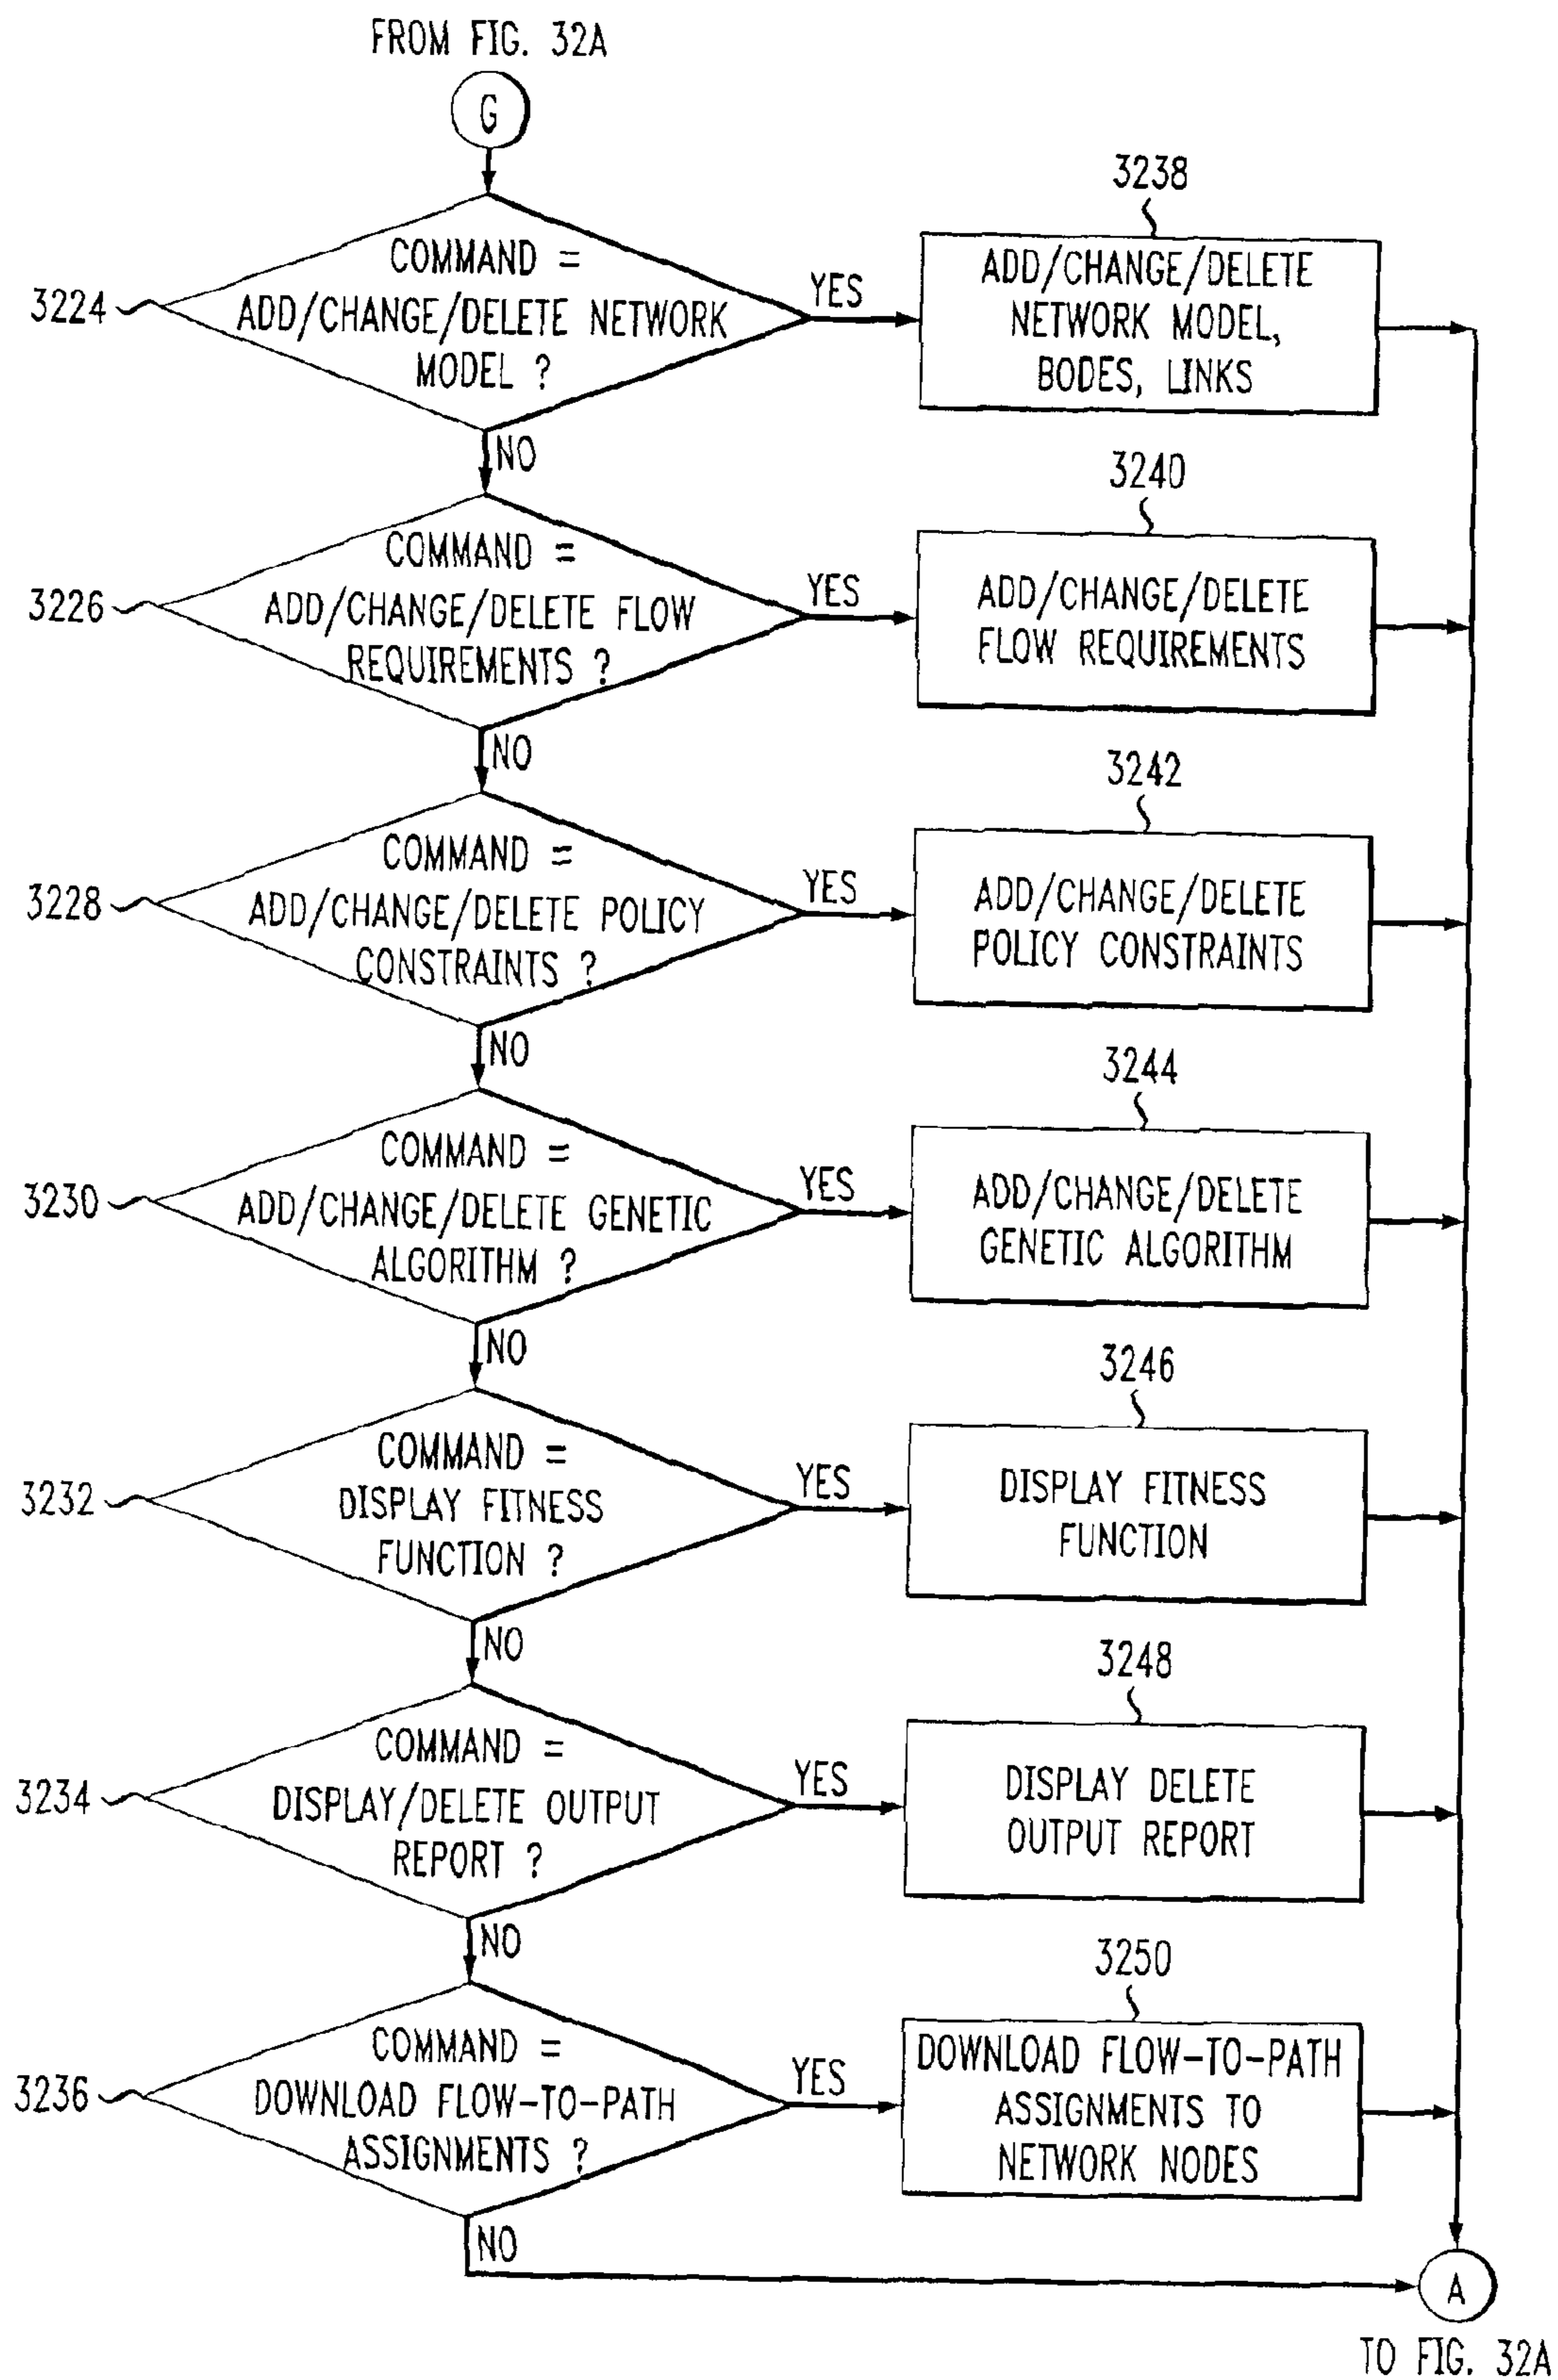 FROM FIG. 32A
G
3224
COMMAND =
ADD/CHANGE/DELETE NETWORK
MODEL ?
YES
3238
ADD/CHANGE/DELETE
NETWORK MODEL,
BODES, LINKS
NO
3226
COMMAND =
ADD/CHANGE/DELETE FLOW
REQUIREMENTS ?
YES
3240
ADD/CHANGE/DELETE
FLOW REQUIREMENTS
NO
3228
COMMAND =
ADD/CHANGE/DELETE POLICY
CONSTRAINTS ?
YES
3242
ADD/CHANGE/DELETE
POLICY CONSTRAINTS
NO
3230
COMMAND =
ADD/CHANGE/DELETE GENETIC
ALGORITHM ?
YES
3244
ADD/CHANGE/DELETE
GENETIC ALGORITHM
NO
3232
COMMAND =
DISPLAY FITNESS
FUNCTION ?
YES
3246
DISPLAY FITNESS
FUNCTION
NO
3234
COMMAND =
DISPLAY/DELETE OUTPUT
REPORT ?
YES
3248
DISPLAY DELETE
OUTPUT REPORT
NO
3236
COMMAND =
DOWNLOAD FLOW-TO-PATH
ASSIGNMENTS ?
YES
3250
DOWNLOAD FLOW-TO-PATH
ASSIGNMENTS TO
NETWORK NODES
NO
A
TO FIG. 32A